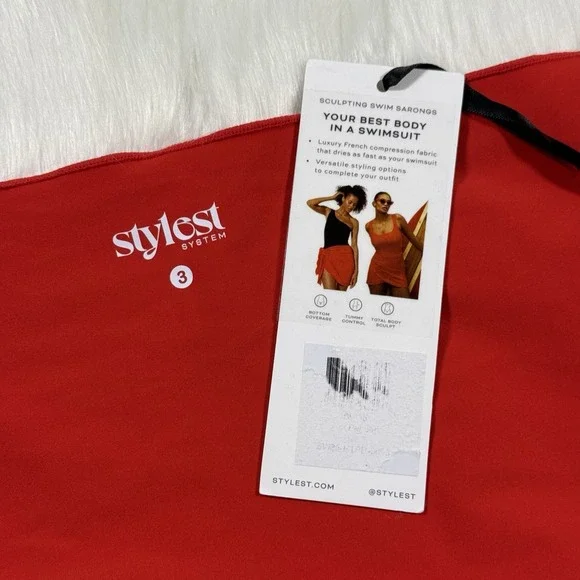 stylest
SYSTEM
3
SCULPTING SWIM SARONGS
YOUR BEST BODY
IN A SWIMSUIT
• Luxury French compression fabric
that dries as fast as your swimsuit
• Versatile styling options
to complete your outfit
BOTTOM
COVERAGE
TUMMY
CONTROL
TOTAL BODY
SCULPT
STYLEST.COM
@STYLEST